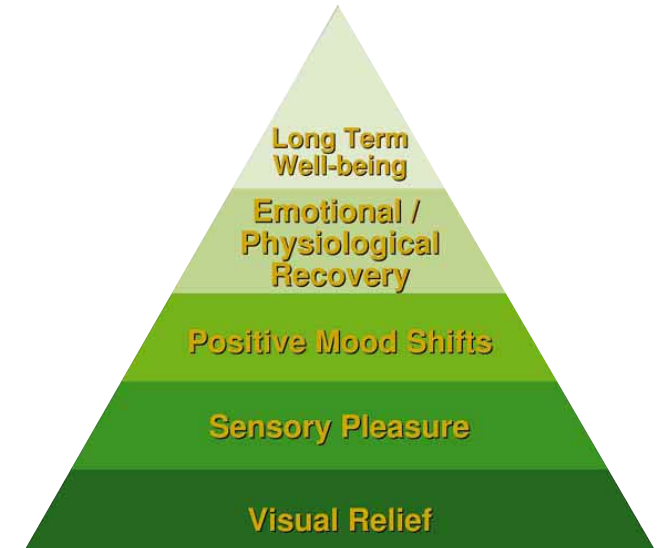 Long Term
Well-being
Emotional /
Physiological
Recovery
Positive Mood Shifts
Sensory Pleasure
Visual Relief